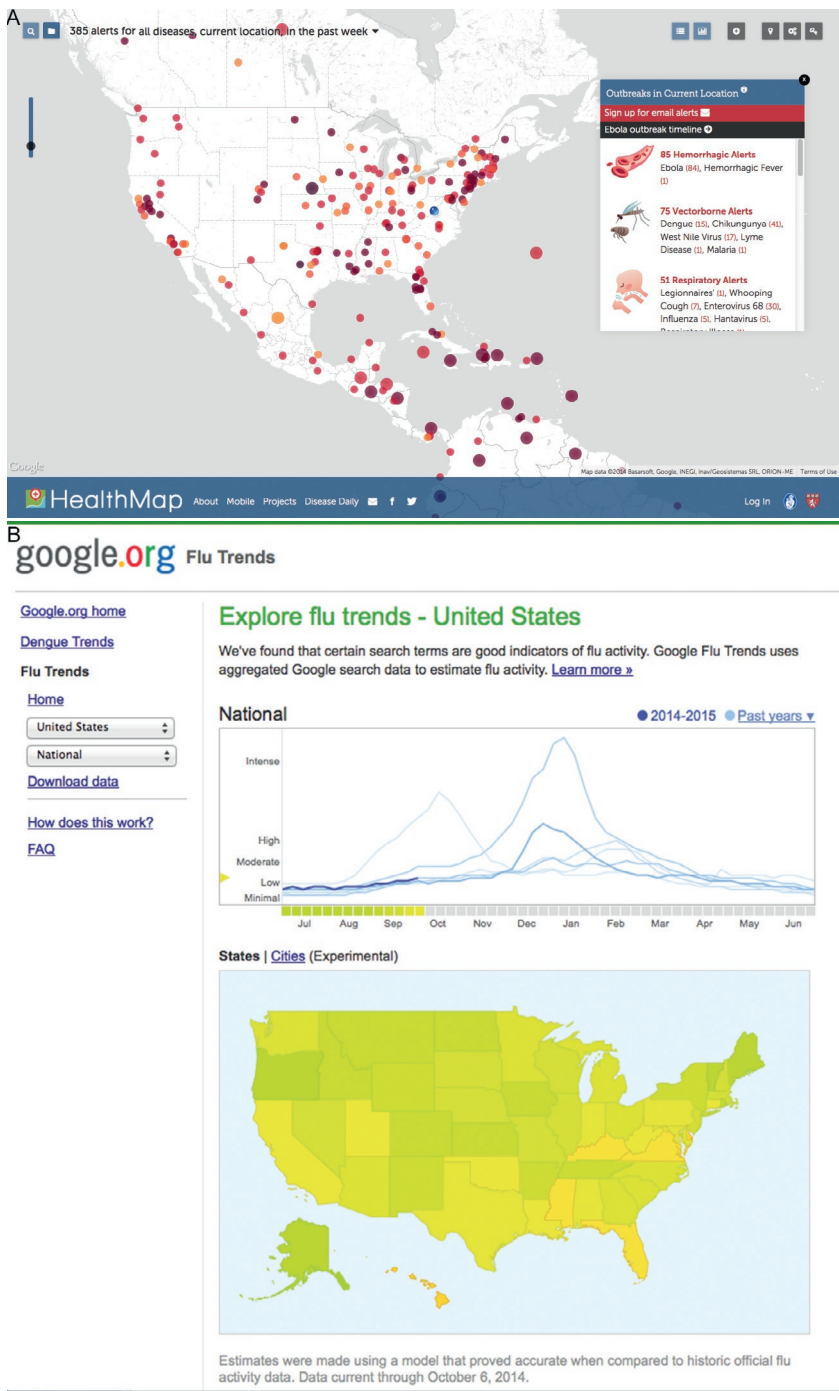 A
385 alerts for all diseases, current location, in the past week
x
Outbreaks in Current Location
Sign up for email alerts
Ebola outbreak timeline
85 Hemorrhagic Alerts
Ebola (84), Hemorrhagic Fever
(1)
75 Vectorborne Alerts
Dengue (15), Chikungunya (41),
West Nile Virus (17), Lyme
Disease (1), Malaria (1)
51 Respiratory Alerts
Legionnaires' (1), Whooping
Cough (7), Enterovirus 68 (30),
Influenza (5), Hantavirus (5),
Google
Map data ©2014 Basarsoft, Google, INEGI, Inav/Geosistemas SRL, ORION-ME Terms of Use
HealthMap About Mobile Projects Disease Daily f Log In
B
google.org Flu Trends
Google.org home
Dengue Trends
Flu Trends
Home
United States
National
Download data
How does this work?
FAQ
Explore flu trends - United States
We've found that certain search terms are good indicators of flu activity. Google Flu Trends uses
aggregated Google search data to estimate flu activity. Learn more »
National
2014-2015 Past years ▼
Intense
High
Moderate
Low
Minimal
Jul Aug Sep Oct Nov Dec Jan Feb Mar Apr May Jun
States | Cities (Experimental)
Estimates were made using a model that proved accurate when compared to historic official flu
activity data. Data current through October 6, 2014.